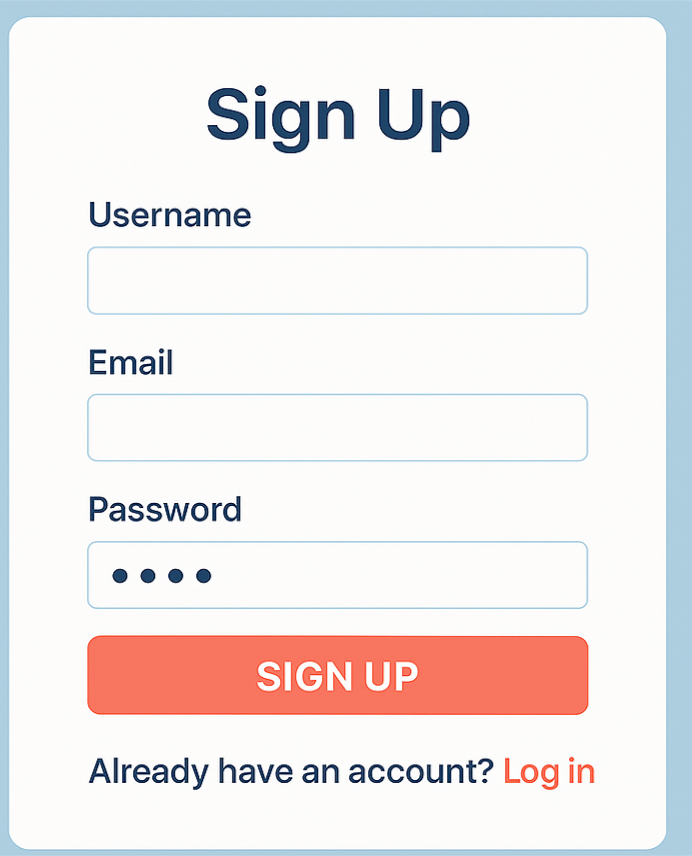 Sign Up
Username
Email
Password
••••
SIGN UP
Already have an account? Log in